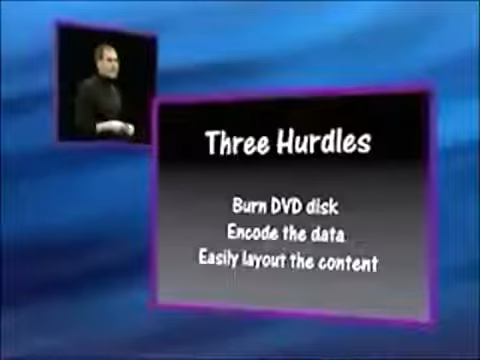 Three Hurdles
Burn DVD disk
Encode the data
Easily layout the content